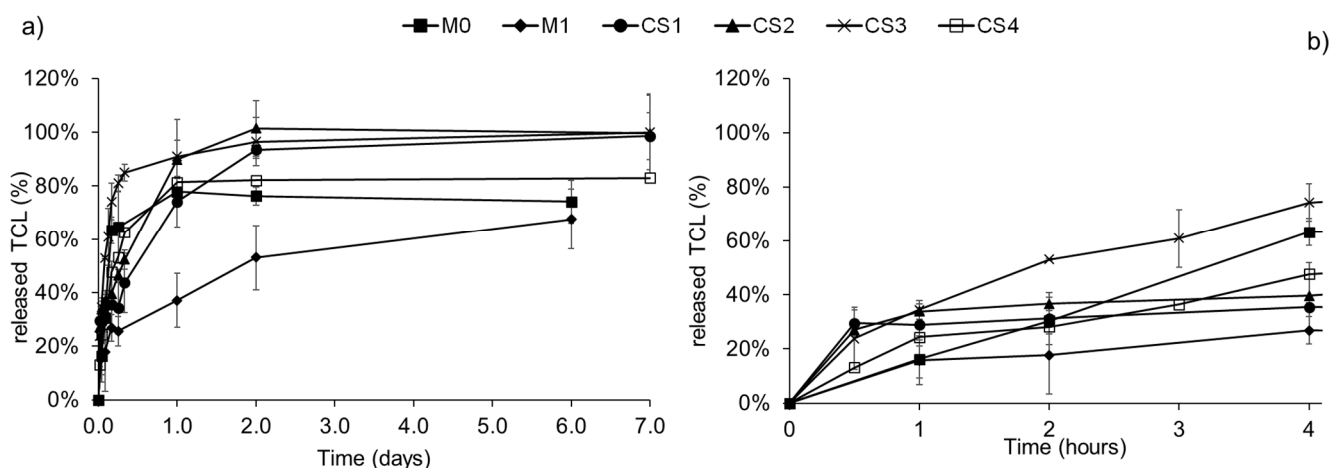 a)
M0 M1 CS1 CS2 CS3 CS4
b)
120%
100%
80%
60%
40%
20%
0%
released TCL (%)
0.0 1.0 2.0 3.0 4.0 5.0 6.0 7.0
Time (days)
120%
100%
80%
60%
40%
20%
0%
released TCL (%)
0 1 2 3 4
Time (hours)